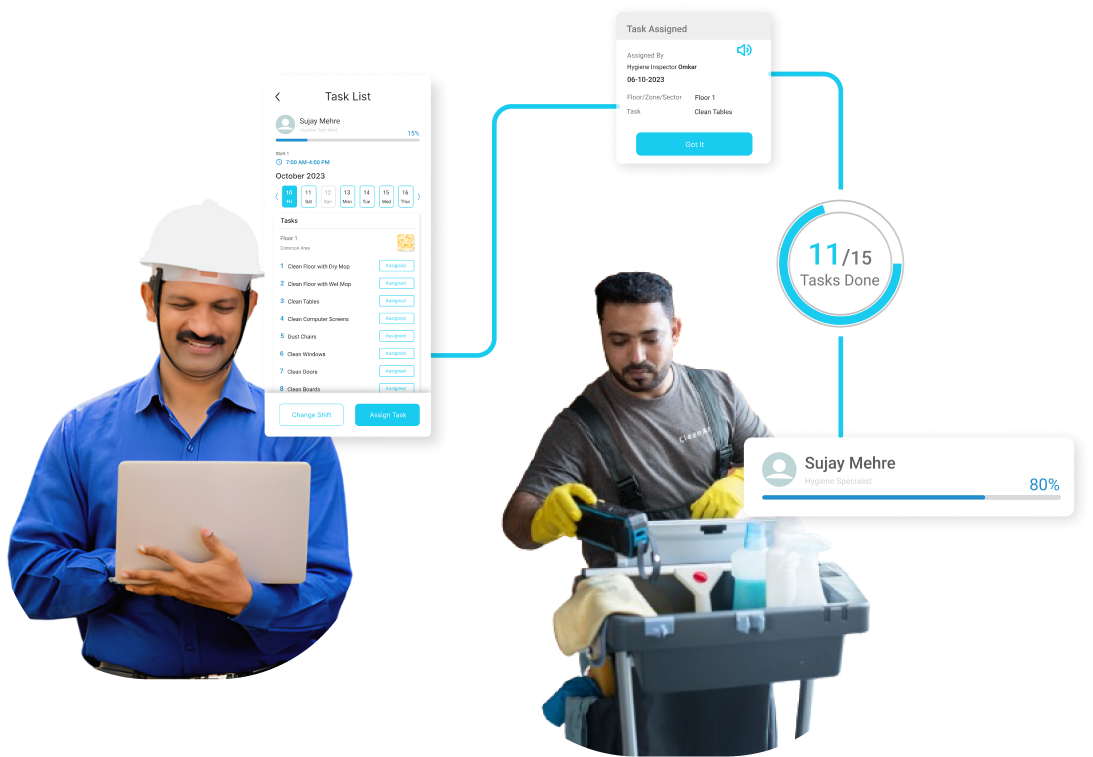 Task List
Sujay Mehre
Hygiene Specialist
15%
Shift 1
7:00 AM-4:00 PM
October 2023
10 11 12 13 14 15 16
Fri Sat Sun Mon Tue Wed Thur
Tasks
Floor 1
Common Area
1 Clean Floor with Dry Mop Assigned
2 Clean Floor with Wet Mop Assigned
3 Clean Tables Assigned
4 Clean Computer Screens Assigned
5 Dust Chairs Assigned
6 Clean Windows Assigned
7 Clean Doors Assigned
8 Clean Boards Assigned
Change Shift Assign Task
Task Assigned
Assigned By
Hygiene Inspector Omkar
06-10-2023
Floor/Zone/Sector Floor 1
Task Clean Tables
Got It
11/15
Tasks Done
Sujay Mehre
Hygiene Specialist
80%